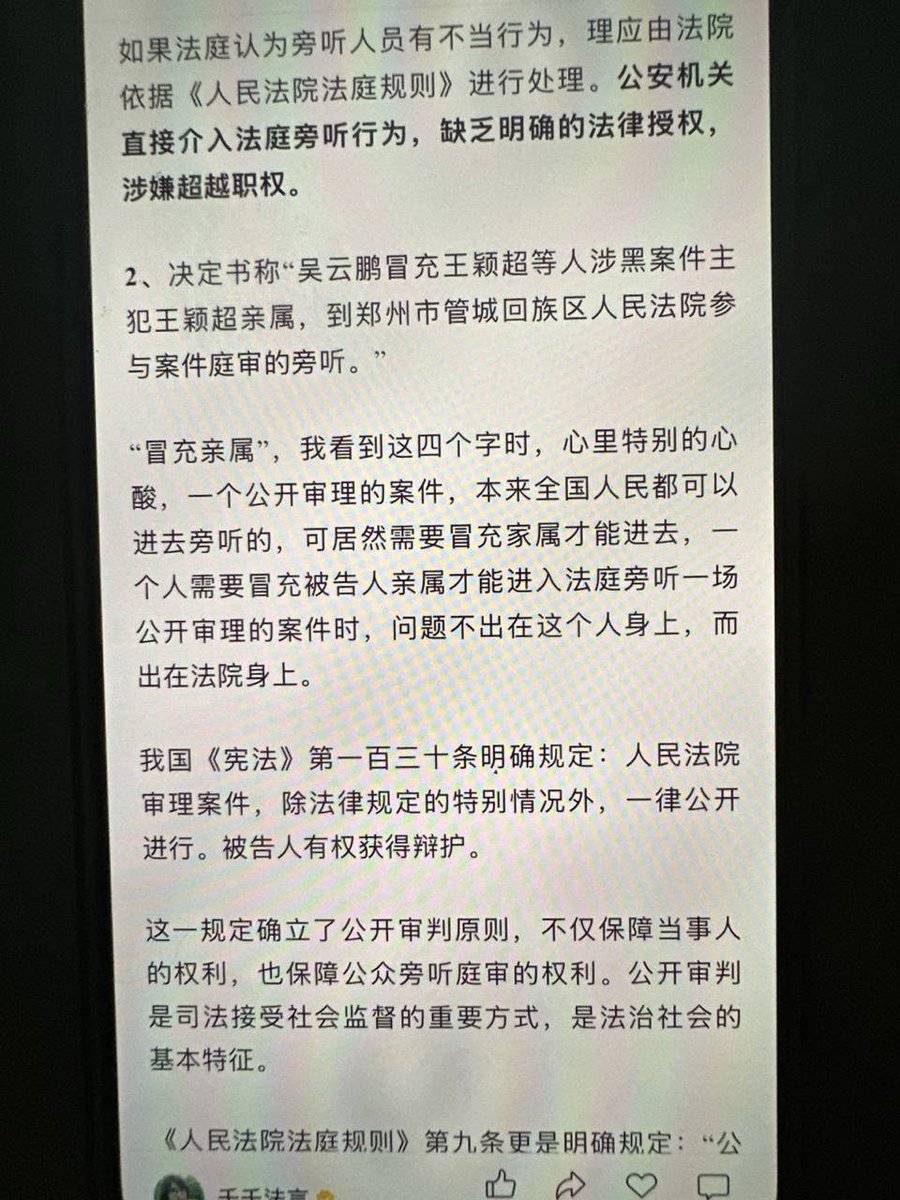 如果法庭认为旁听人员有不当行为，理应由法院
依据《人民法院法庭规则》进行处理。公安机关
直接介入法庭旁听行为，缺乏明确的法律授权，
涉嫌超越职权。
2、决定书称“吴云鹏冒充王颖超等人涉黑案件主
犯王颖超亲属，到郑州市管城回族区人民法院参
与案件庭审的旁听。”
“冒充亲属”，我看到这四个字时，心里特别的心
酸，一个公开审理的案件，本来全国人民都可以
进去旁听的，可居然需要冒充家属才能进去，一
个人需要冒充被告人亲属才能进入法庭旁听一场
公开审理的案件时，问题不出在这个人身上，而
出在法院身上。
我国《宪法》第一百三十条明确规定：人民法院
审理案件，除法律规定的特别情况外，一律公开
进行。被告人有权获得辩护。
这一规定确立了公开审判原则，不仅保障当事人
的权利，也保障公众旁听庭审的权利。公开审判
是司法接受社会监督的重要方式，是法治社会的
基本特征。
《人民法院法庭规则》第九条更是明确规定：“公